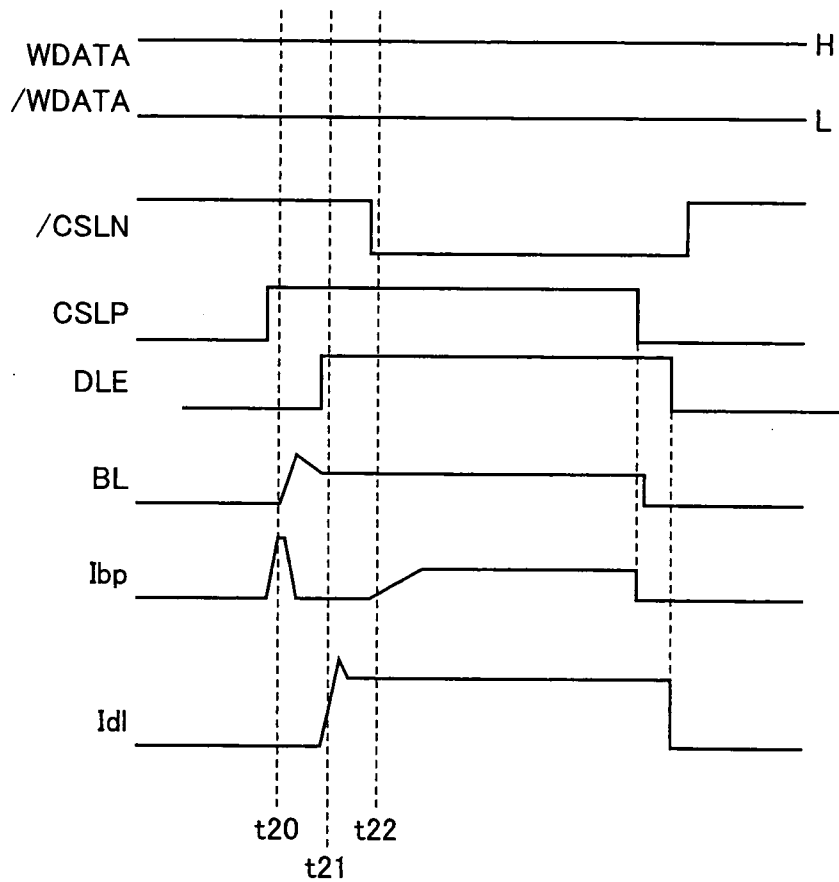 WDATA
H
/WDATA
L
/CSLN
CSLP
DLE
BL
Ibp
Idl
t20
t22
t21